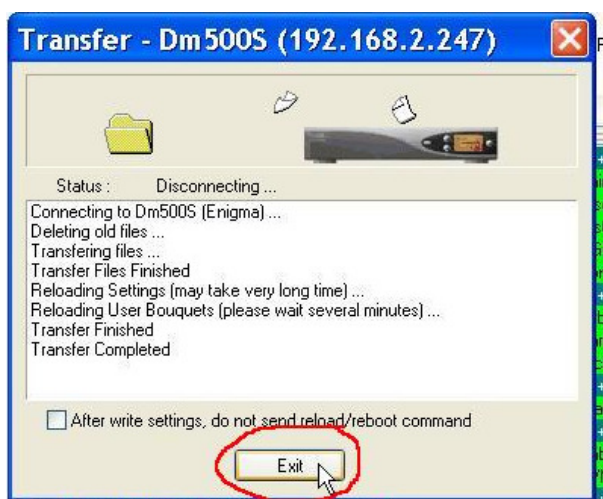 Transfer - Dm500S (192.168.2.247)
Status : Disconnecting ...
Connecting to Dm500S (Enigma) ...
Deleting old files ...
Transfering files ...
Transfer Files Finished
Reloading Settings (may take very long time) ...
Reloading User Bouquets (please wait several minutes) ...
Transfer Finished
Transfer Completed
After write settings, do not send reload/reboot command
Exit